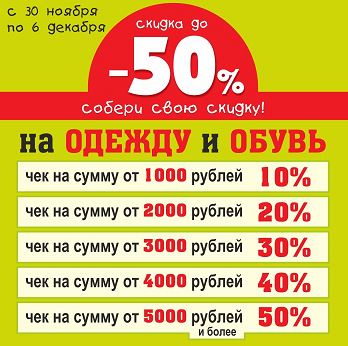 с 30 ноября
по 6 декабря
скидка до
-50%
собери свою скидку!
на ОДЕЖДУ и ОБУВЬ
чек на сумму от 1000 рублей 10%
чек на сумму от 2000 рублей 20%
чек на сумму от 3000 рублей 30%
чек на сумму от 4000 рублей 40%
чек на сумму от 5000 рублей 50%
и более